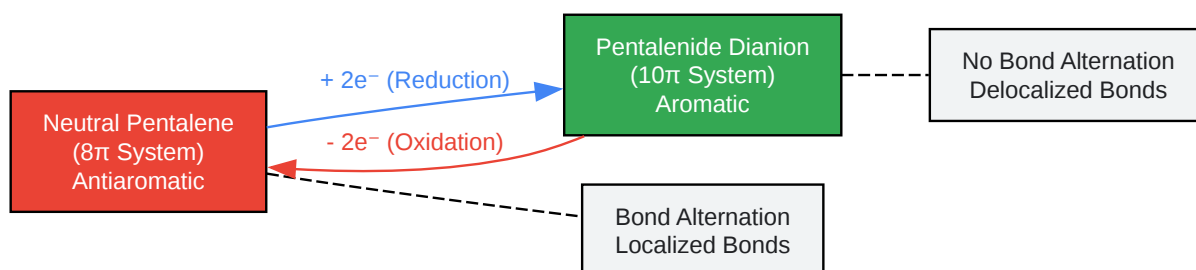 Neutral Pentalene
(8π System)
Antiaromatic
+ 2e⁻ (Reduction)
- 2e⁻ (Oxidation)
Pentalenide Dianion
(10π System)
Aromatic
No Bond Alternation
Delocalized Bonds
Bond Alternation
Localized Bonds